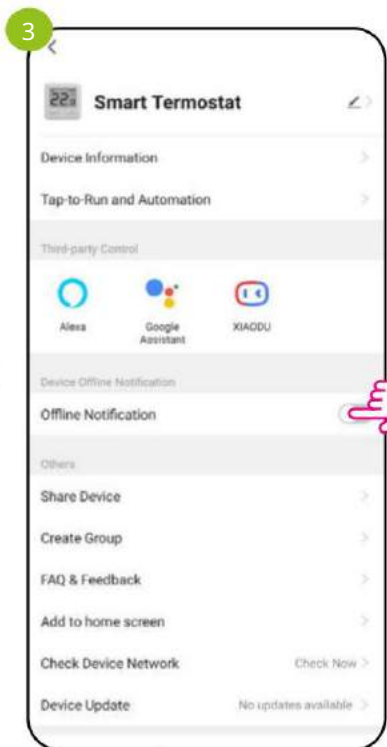 3
22
Smart Termostat
Device Information
Tap-to-Run and Automation
Third-party Control
Alexa
Google
Assistant
XIAODU
Device Offline Notification
Offline Notification
Others
Share Device
Create Group
FAQ & Feedback
Add to home screen
Check Device Network Check Now >
Device Update No updates available >